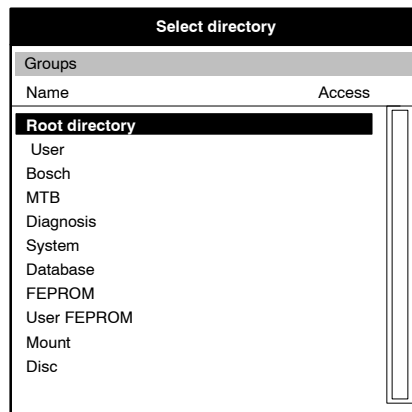 Select directory
Groups
Name Access
Root directory
User
Bosch
MTB
Diagnosis
System
Database
FEPROM
User FEPROM
Mount
Disc